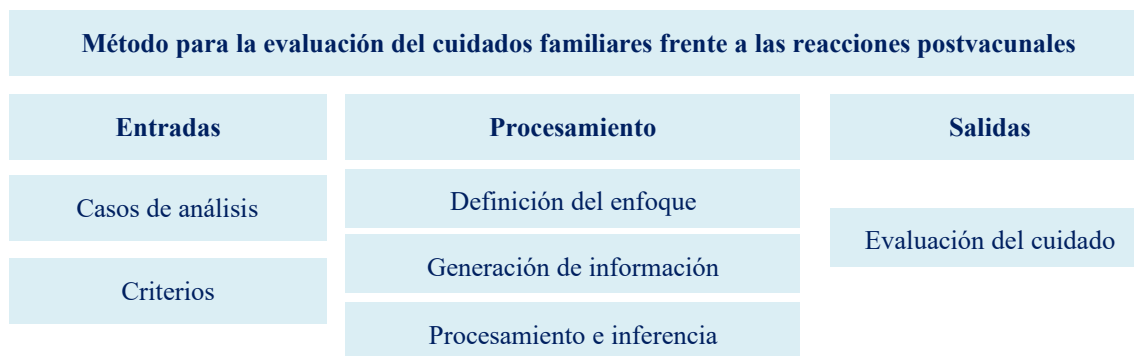 Método para la evaluación del cuidados familiares frente a las reacciones postvacunales
Entradas
Procesamiento
Salidas
Casos de análisis
Criterios
Definición del enfoque
Generación de información
Procesamiento e inferencia
Evaluación del cuidado